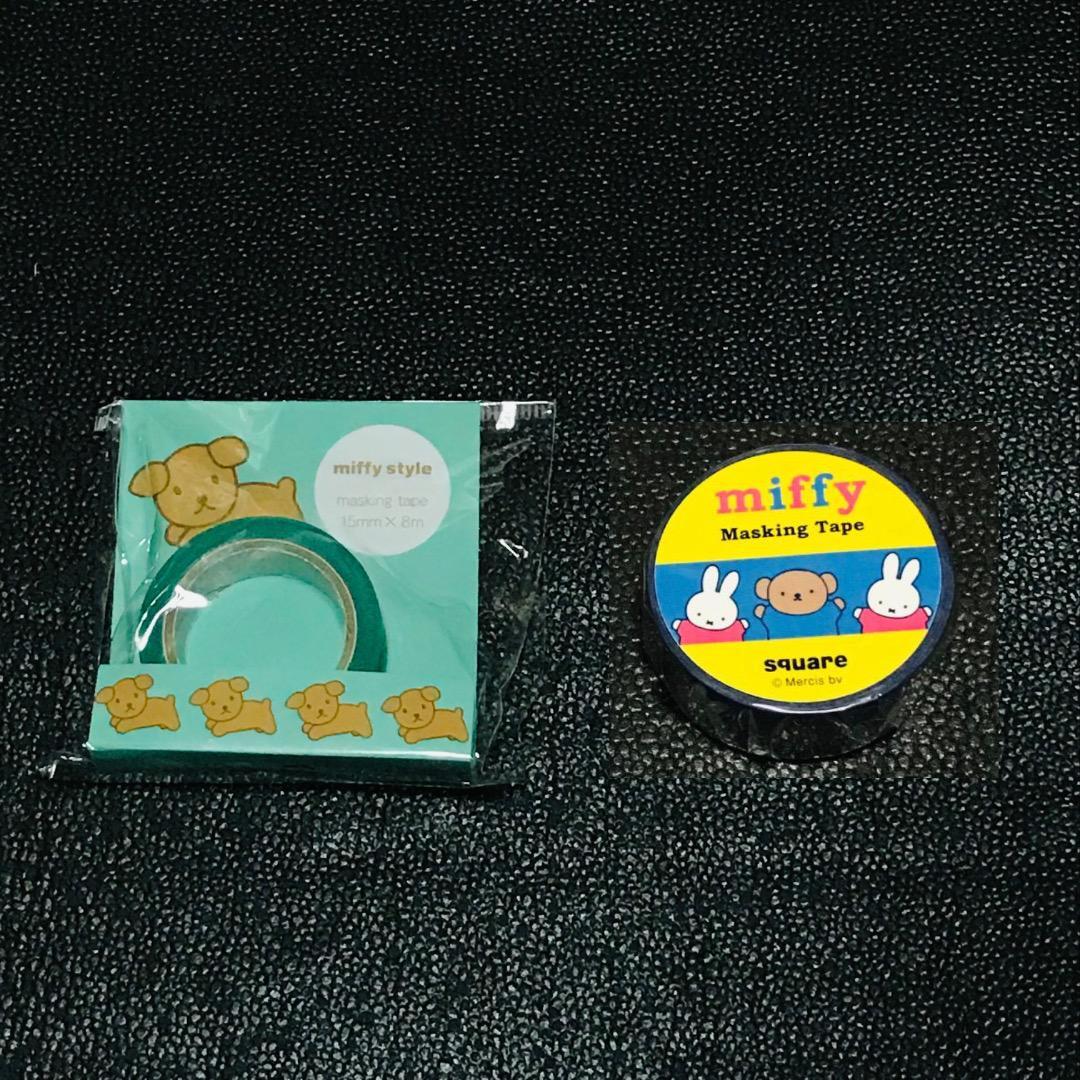 miffy style
masking tape
15mm×8m
miffy
Masking Tape
square
© Mercis bv